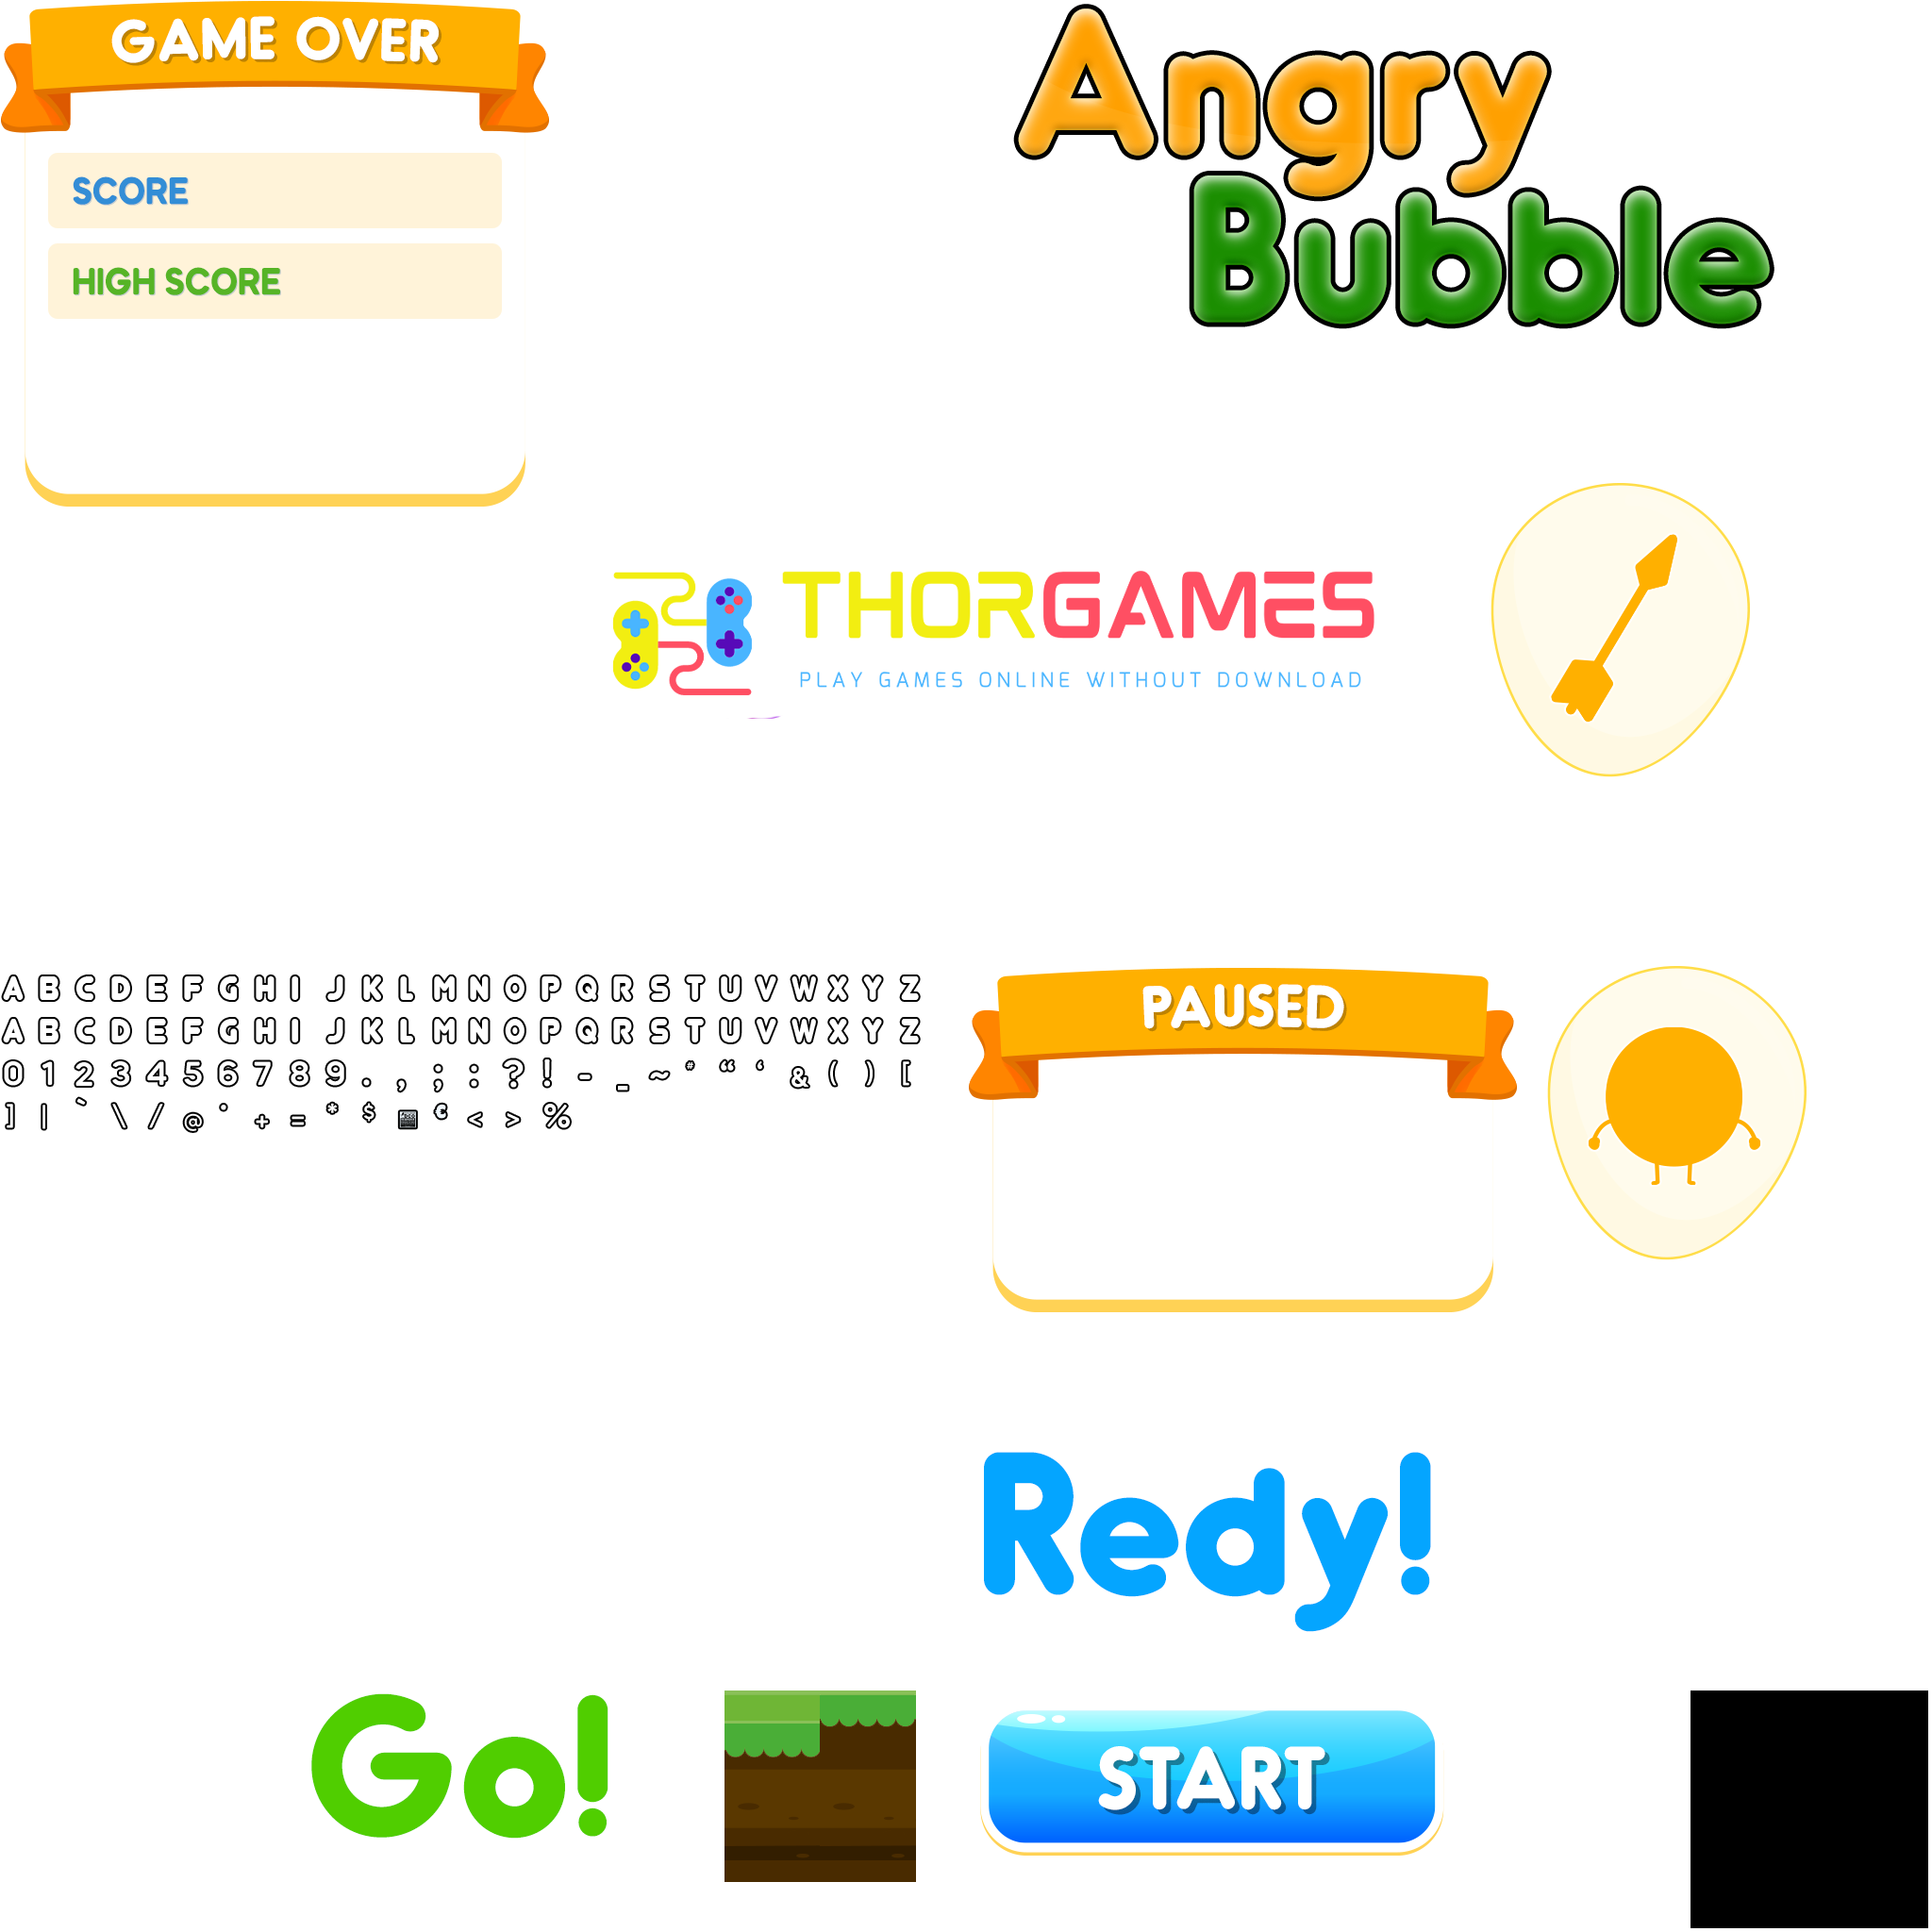 GAME OVER
SCORE
HIGH SCORE
Angry
Bubble
THORGAMES
PLAY GAMES ONLINE WITHOUT DOWNLOAD
A B C D E F G H I J K L M N O P Q R S T U V W X Y Z
A B C D E F G H I J K L M N O P Q R S T U V W X Y Z
0 1 2 3 4 5 6 7 8 9 . , ; : ? ! - _ ~ # “ ‘ & ( ) [
] | ` \ / @ ° + = * $ € < > %
PAUSED
Redy!
Go!
START